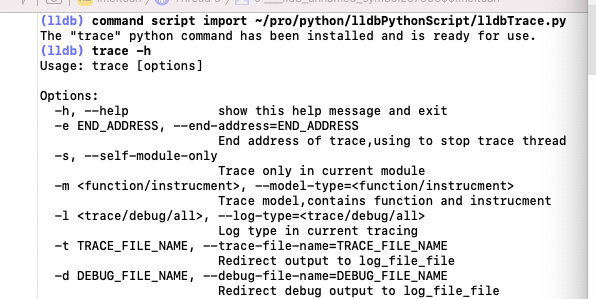 (lldb) command script import ~/pro/python/lldbPythonScript/lldbTrace.py
The "trace" python command has been installed and is ready for use.
(lldb) trace -h
Usage: trace [options]
Options:
-h, --help show this help message and exit
-e END_ADDRESS, --end-address=END_ADDRESS
End address of trace,using to stop trace thread
-s, --self-module-only
Trace only in current module
-m <function/instrucment>, --model-type=<function/instrucment>
Trace model,contains function and instrucment
-l <trace/debug/all>, --log-type=<trace/debug/all>
Log type in current tracing
-t TRACE_FILE_NAME, --trace-file-name=TRACE_FILE_NAME
Redirect output to log_file_file
-d DEBUG_FILE_NAME, --debug-file-name=DEBUG_FILE_NAME
Redirect debug output to log_file_file